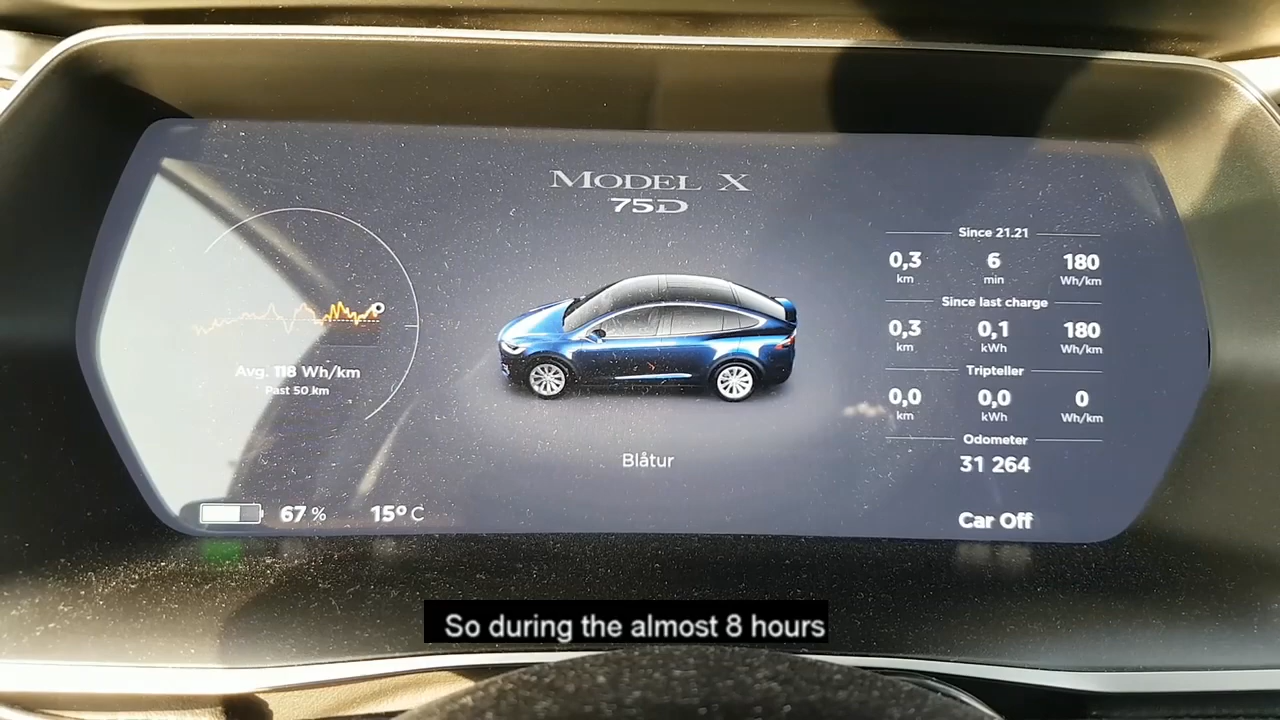 MODEL X
75D
Avg. 118 Wh/km
Past 50 km
Blåtur
67 %
15° C
Since 21.21
0,3 6 180
km min Wh/km
Since last charge
0,3 0,1 180
km kWh Wh/km
Tripteller
0,0 0,0 0
km kWh Wh/km
Odometer
31 264
Car Off
So during the almost 8 hours